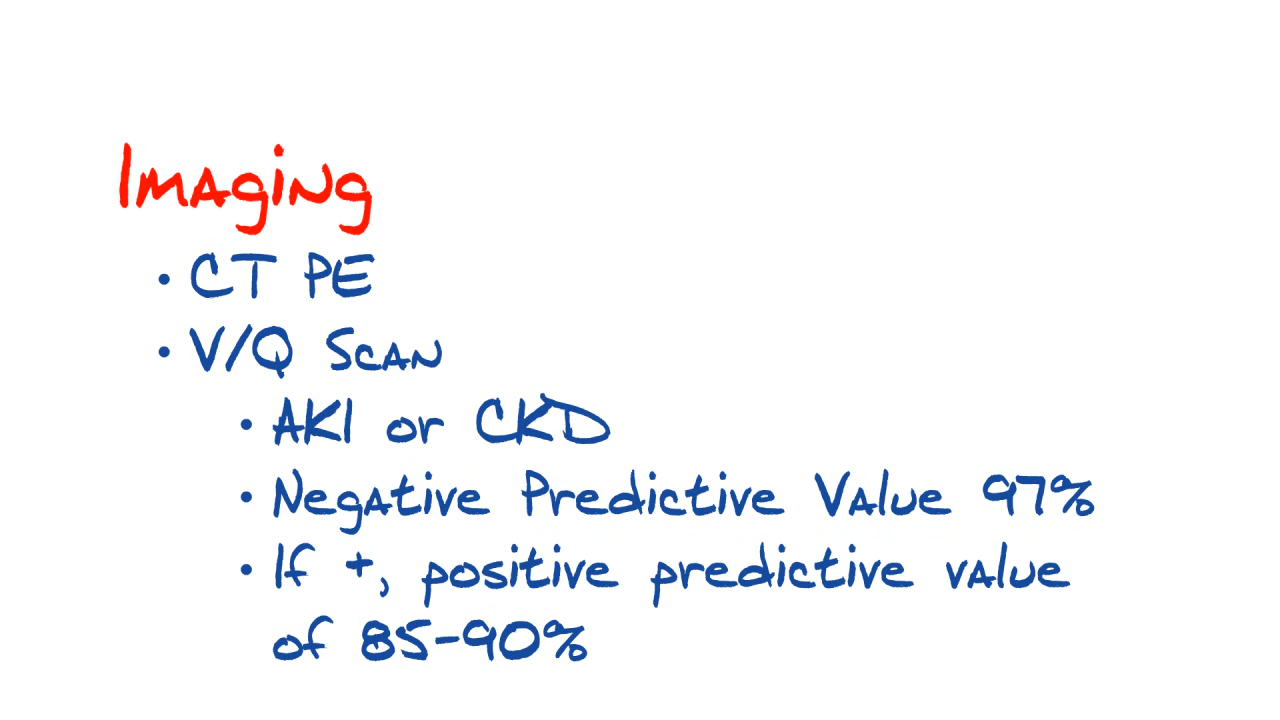 Imaging
• CT PE
• V/Q Scan
• AKI or CKD
• Negative Predictive Value 97%
• If +, positive predictive value
of 85-90%